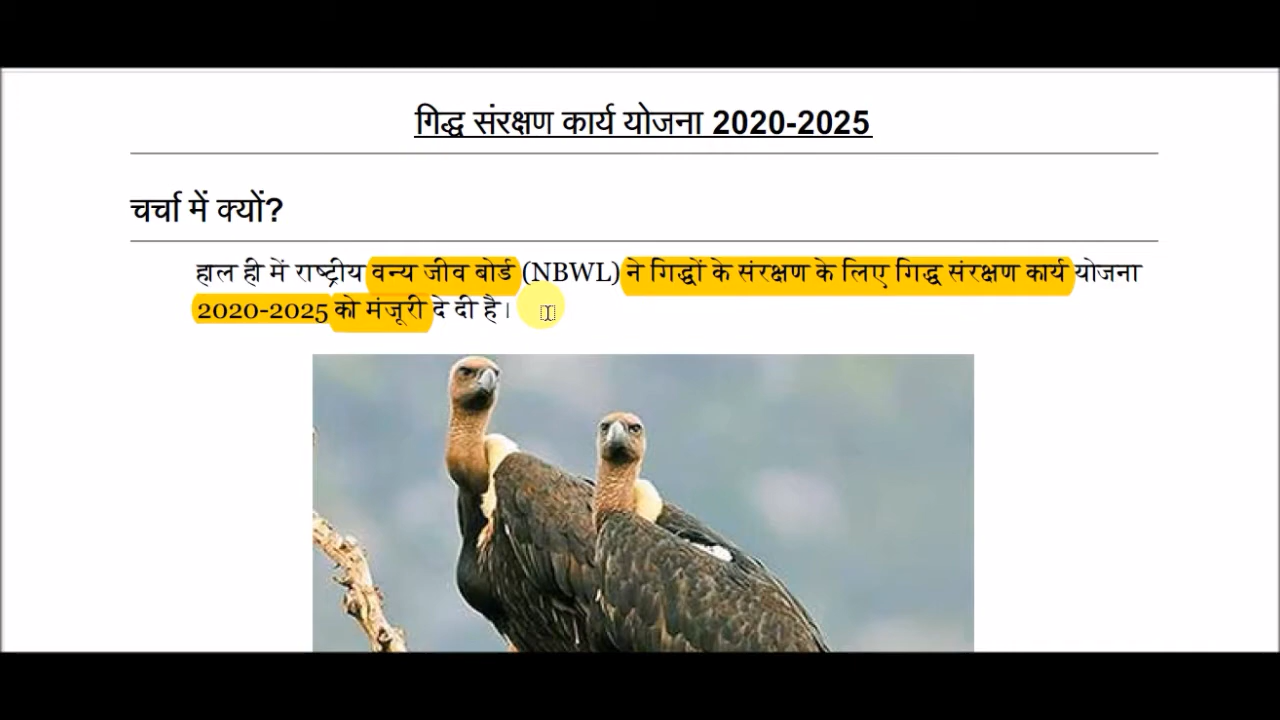 गिद्ध संरक्षण कार्य योजना 2020-2025
चर्चा में क्यों?
हाल ही में राष्ट्रीय वन्य जीव बोर्ड (NBWL) ने गिद्धों के संरक्षण के लिए गिद्ध संरक्षण कार्य योजना
2020-2025 को मंजूरी दे दी है।